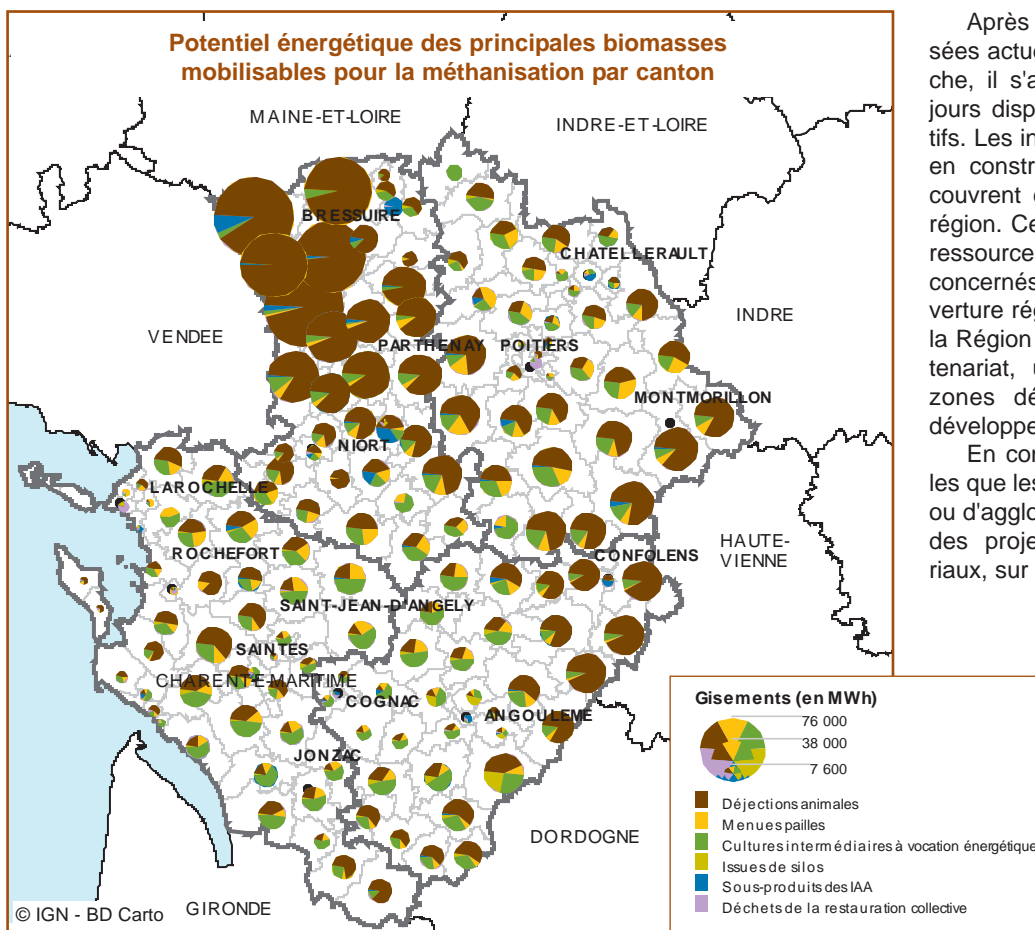 Potentiel énergétique des principales biomasses
mobilisables pour la méthanisation par canton
MAINE-ET-LOIRE
INDRE-ET-LOIRE
BRESSUIRE
CHATELLERAULT
INDRE
VENDEE
PARTHENAY
POITIERS
MONTMORILLON
NIORT
LAROCHELLE
ROCHEFORT
CONFOLENS
HAUTE-
VIENNE
SAINT-JEAN-D'ANGELY
SAINTES
CHARENTE-MARITIME
COGNAC
ANGOULEME
JONZAC
DORDOGNE
GIRONDE
© IGN - BD Carto
Gisements (en MWh)
76 000
38 000
7 600
Déjections animales
Menues pailles
Cultures intermédiaires à vocation énergétique
Issues de silos
Sous-produits des IAA
Déchets de la restauration collective
Après
sées actue
che, il s'a
jours disp
tifs. Les in
en constr
couvrent
région. Ce
ressource
concernés
verture rég
la Région
tenariat, u
zones dé
développe
En cor
les que les
ou d'agglo
des proje
riaux, sur